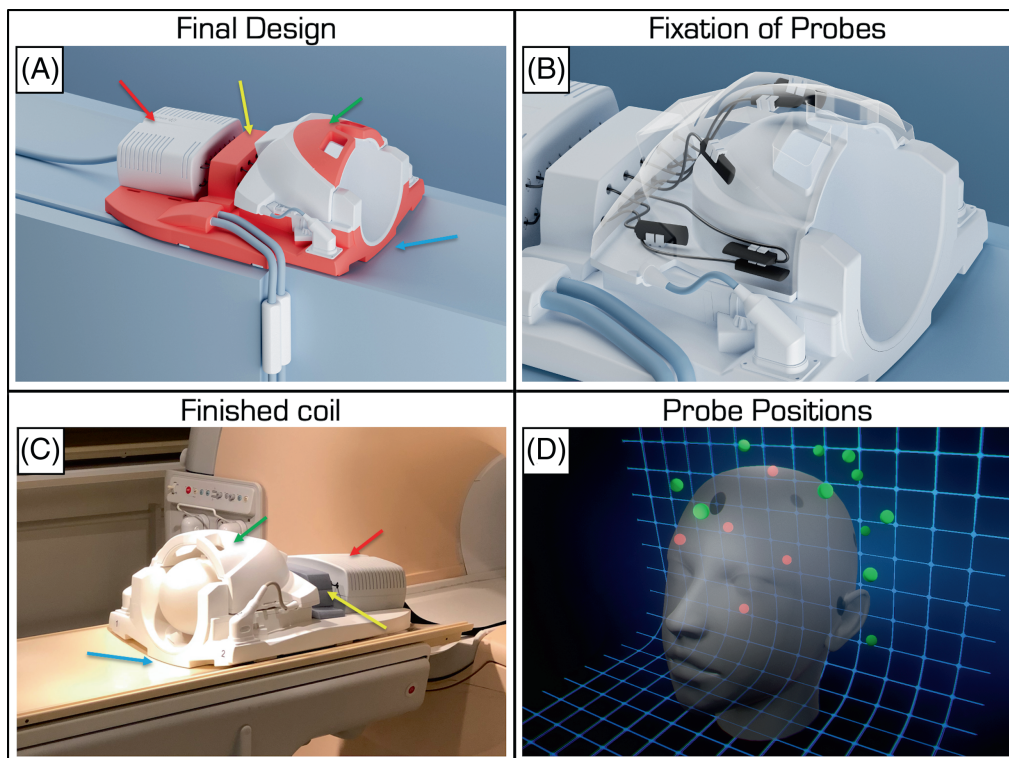 Final Design
(A)
Fixation of Probes
(B)
Finished coil
(C)
2
Probe Positions
(D)